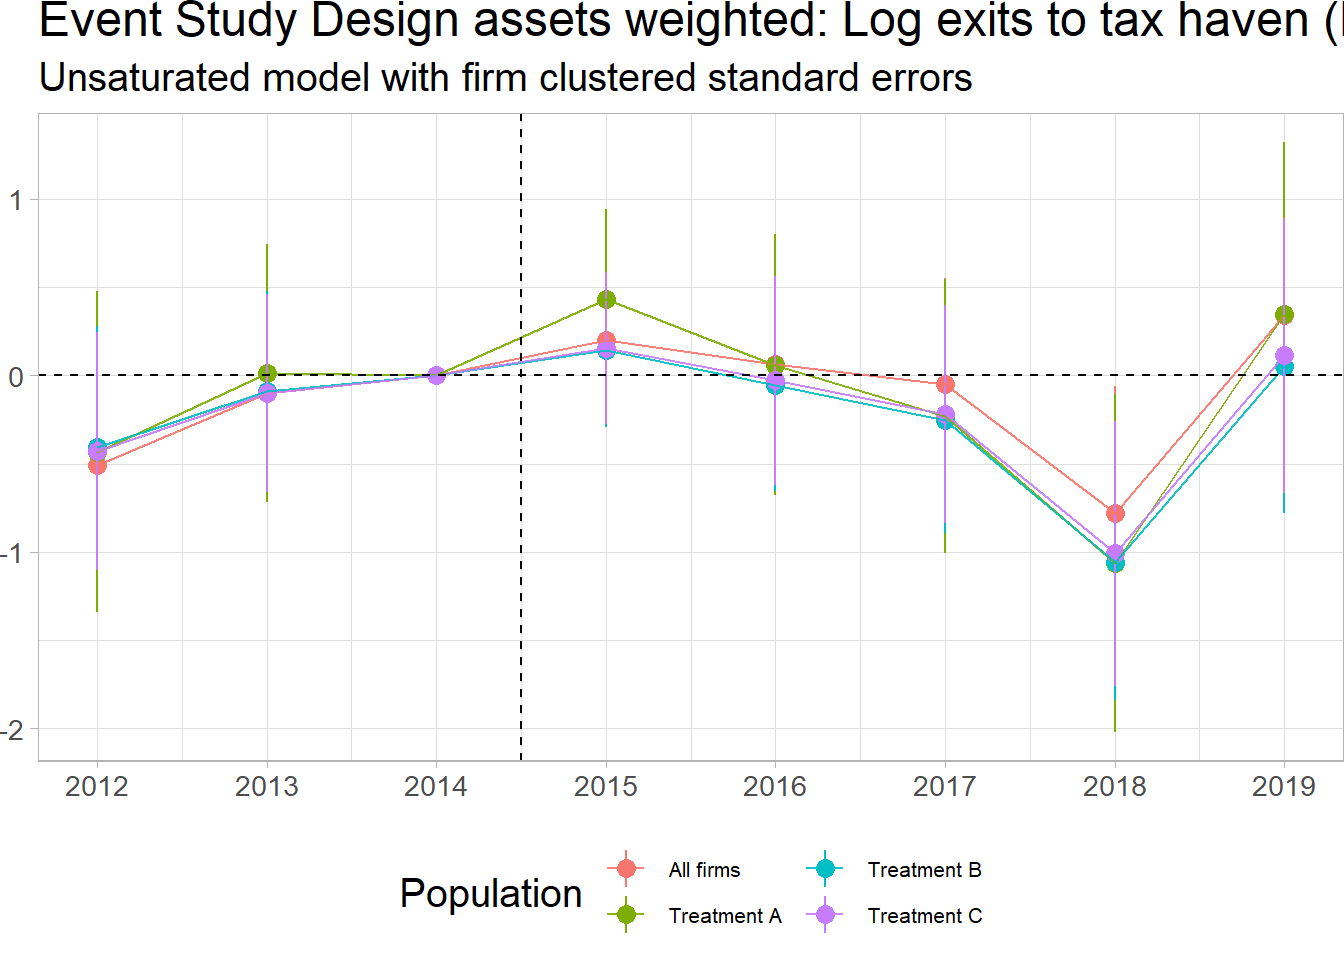 Event Study Design assets weighted: Log exits to tax haven (
Unsaturated model with firm clustered standard errors
1
0
-1
-2
2012 2013 2014 2015 2016 2017 2018 2019
Population
All firms
Treatment A
Treatment B
Treatment C